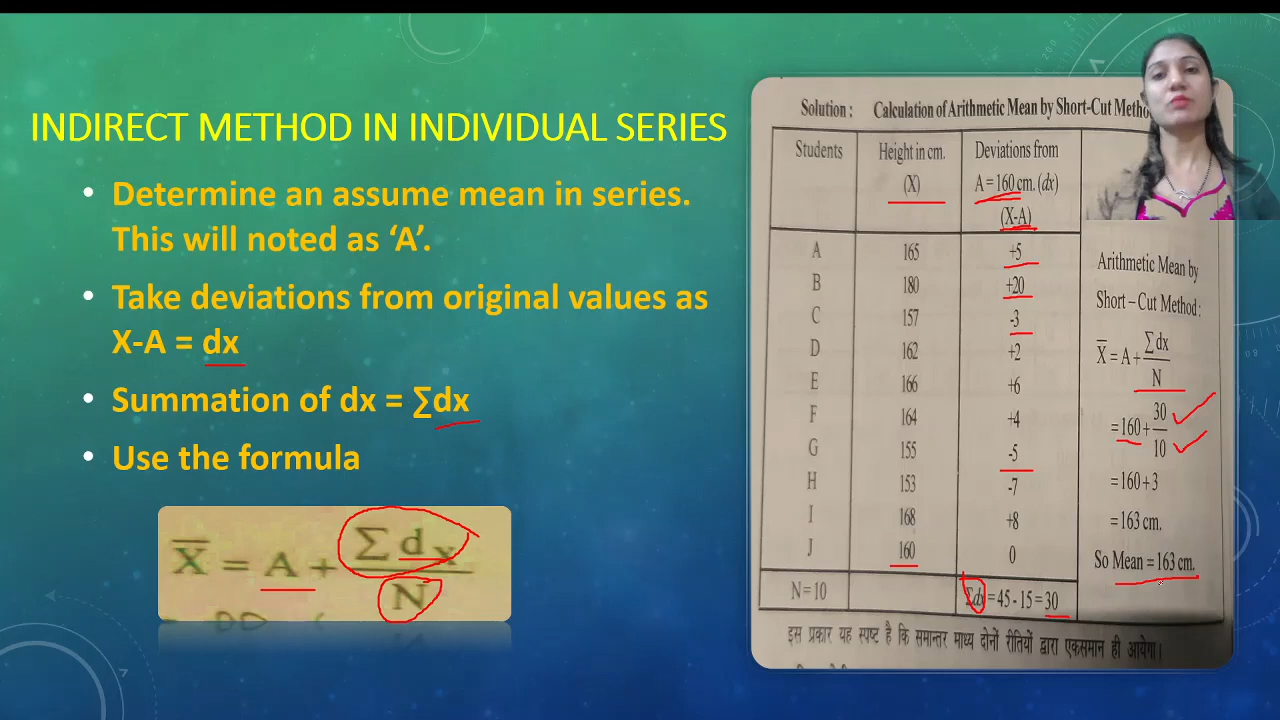 INDIRECT METHOD IN INDIVIDUAL SERIES
• Determine an assume mean in series.
This will noted as ‘A’.
• Take deviations from original values as
X-A = dx
• Summation of dx = ∑dx
• Use the formula
X̅ = A + ∑dx / N
Solution : Calculation of Arithmetic Mean by Short-Cut
Students Height in cm. (X) Deviations from A = 160 cm. (dx) (X-A)
A 165 +5
B 180 +20
C 157 -3
D 162 +2
E 166 +6
F 164 +4
G 155 -5
H 153 -7
I 168 +8
J 160 0
N = 10 ∑dx = 45 - 15 = 30
Arithmetic Mean by
Short – Cut Method :
X̅ = A + ∑dx / N
= 160 + 30 / 10
= 160 + 3
= 163 cm.
So Mean = 163 cm.
इस प्रकार यह स्पष्ट है कि समान्तर माध्य दोनों रीतियों द्वारा एकसमान ही आयेगा।